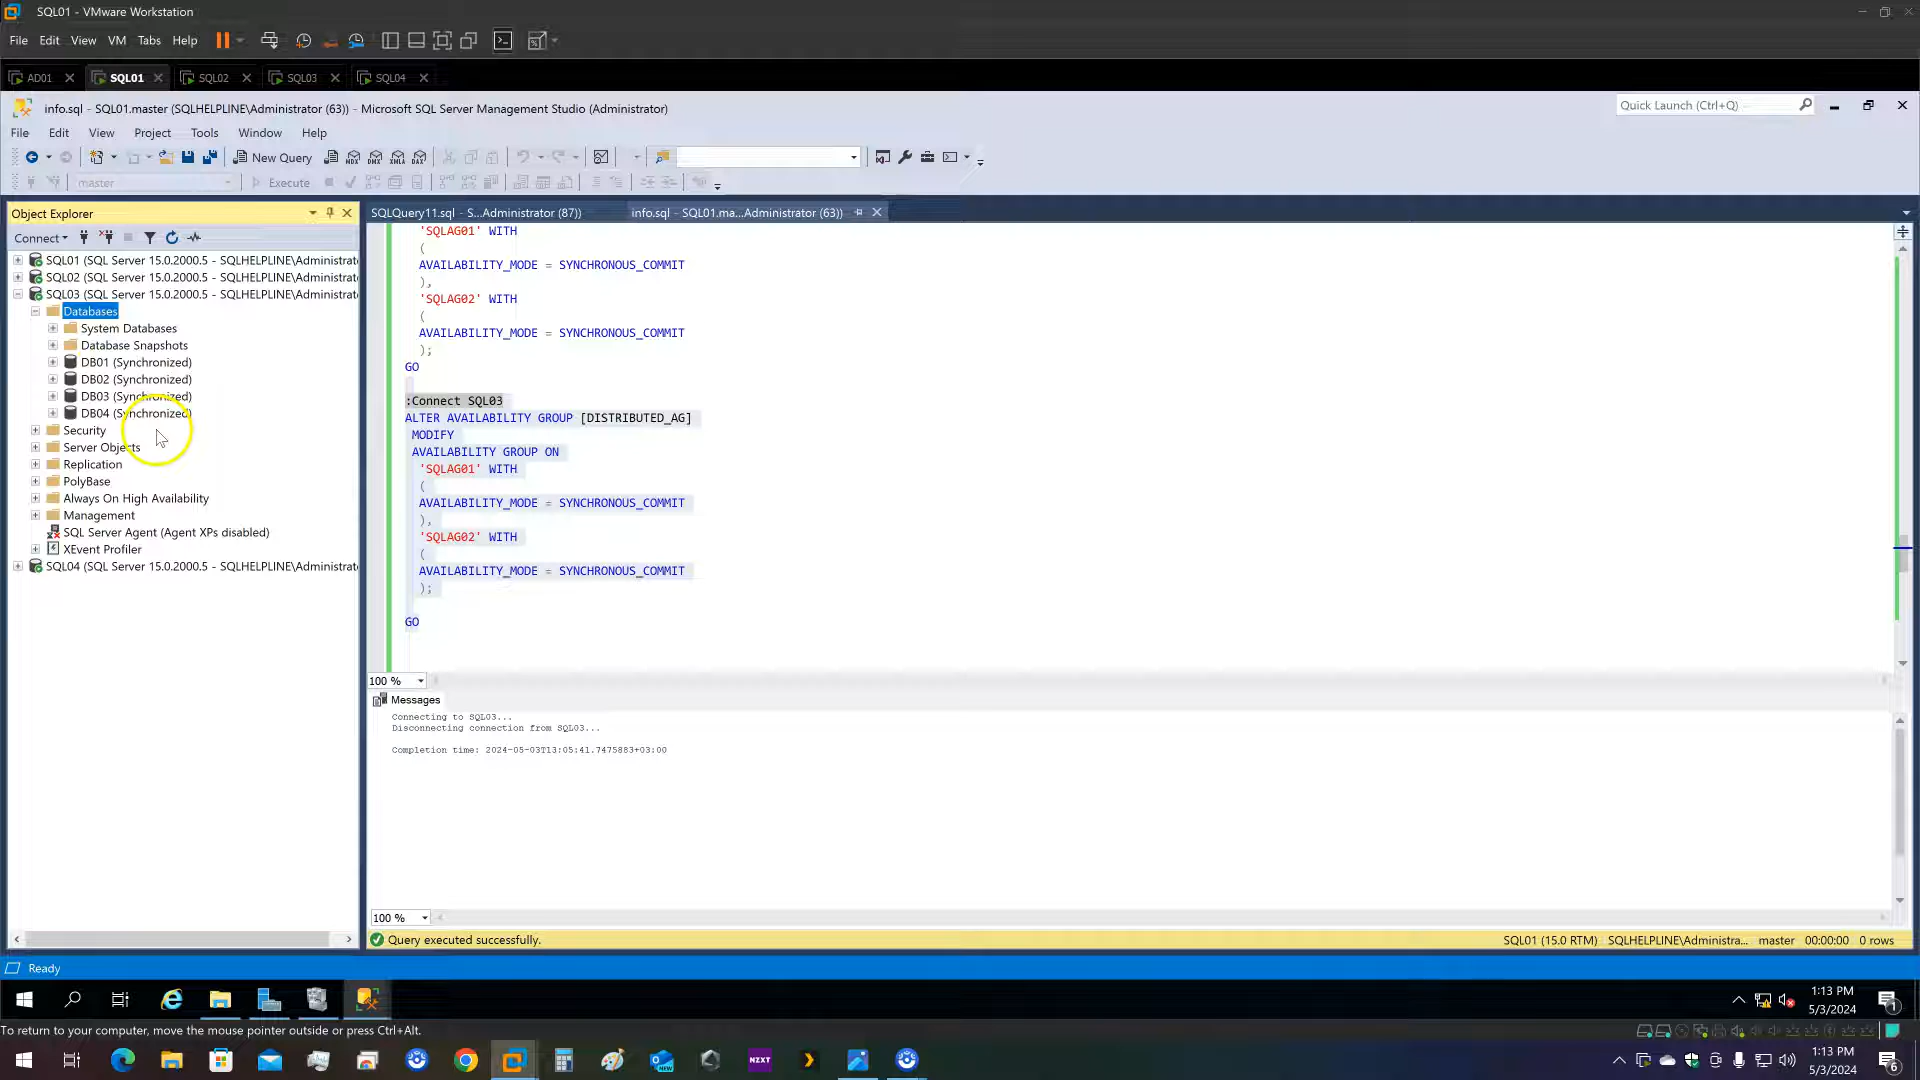 SQL01 - VMware Workstation
File Edit View VM Tabs Help
AD01 SQL01 SQL02 SQL03 SQL04
info.sql - SQL01.master (SQLHELPLINE\Administrator (63)) - Microsoft SQL Server Management Studio (Administrator)
Quick Launch (Ctrl+Q)
File Edit View Project Tools Window Help
New Query
master
Execute
Object Explorer
Connect
SQL01 (SQL Server 15.0.2000.5 - SQLHELPLINE\Administrato
SQL02 (SQL Server 15.0.2000.5 - SQLHELPLINE\Administrato
SQL03 (SQL Server 15.0.2000.5 - SQLHELPLINE\Administrato
Databases
System Databases
Database Snapshots
DB01 (Synchronized)
DB02 (Synchronized)
DB03 (Synchronized)
DB04 (Synchronized)
Security
Server Objects
Replication
PolyBase
Always On High Availability
Management
SQL Server Agent (Agent XPs disabled)
XEvent Profiler
SQL04 (SQL Server 15.0.2000.5 - SQLHELPLINE\Administrato
SQLQuery11.sql - S...Administrator (87))
info.sql - SQL01.ma...Administrator (63))
'SQLAG01' WITH
(
AVAILABILITY_MODE = SYNCHRONOUS_COMMIT
),
'SQLAG02' WITH
(
AVAILABILITY_MODE = SYNCHRONOUS_COMMIT
);
GO
:Connect SQL03
ALTER AVAILABILITY GROUP [DISTRIBUTED_AG]
MODIFY
AVAILABILITY GROUP ON
'SQLAG01' WITH
(
AVAILABILITY_MODE = SYNCHRONOUS_COMMIT
),
'SQLAG02' WITH
(
AVAILABILITY_MODE = SYNCHRONOUS_COMMIT
);
GO
100 %
Messages
Connecting to SQL03...
Disconnecting connection from SQL03...
Completion time: 2024-05-03T13:05:41.7475883+03:00
100 %
Query executed successfully.
SQL01 (15.0 RTM) SQLHELPLINE\Administra... master 00:00:00 0 rows
Ready
1:13 PM
5/3/2024
1
To return to your computer, move the mouse pointer outside or press Ctrl+Alt.
NEW
NZXT
1:13 PM
5/3/2024
6